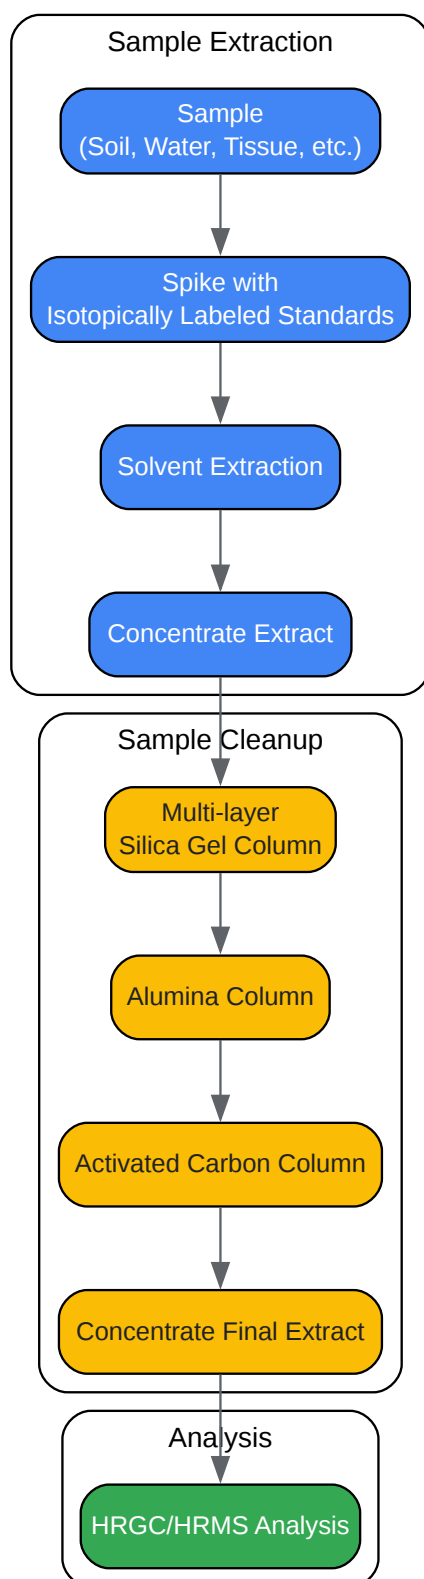 Sample Extraction
Sample
(Soil, Water, Tissue, etc.)
Spike with
Isotopically Labeled Standards
Solvent Extraction
Concentrate Extract
Sample Cleanup
Multi-layer
Silica Gel Column
Alumina Column
Activated Carbon Column
Concentrate Final Extract
Analysis
HRGC/HRMS Analysis